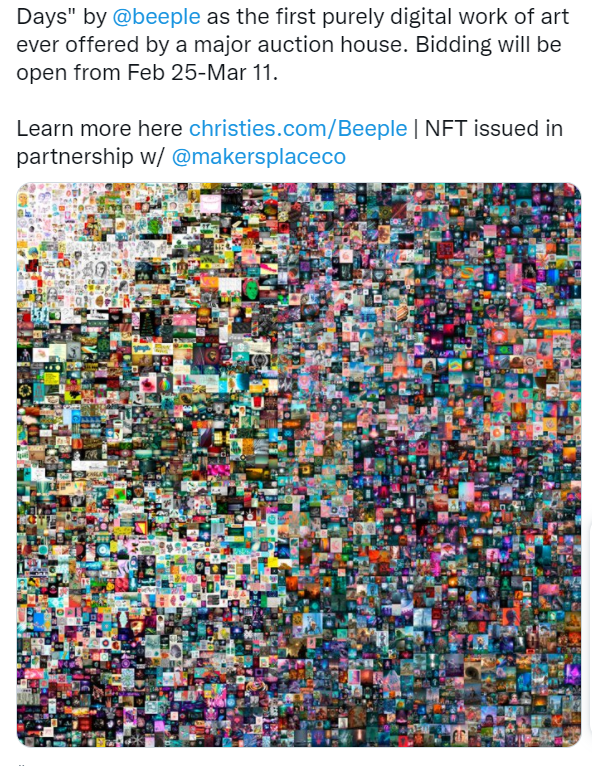 Days" by @beeple as the first purely digital work of art
ever offered by a major auction house. Bidding will be
open from Feb 25-Mar 11.
Learn more here christies.com/Beeple | NFT issued in
partnership w/ @makersplaceco